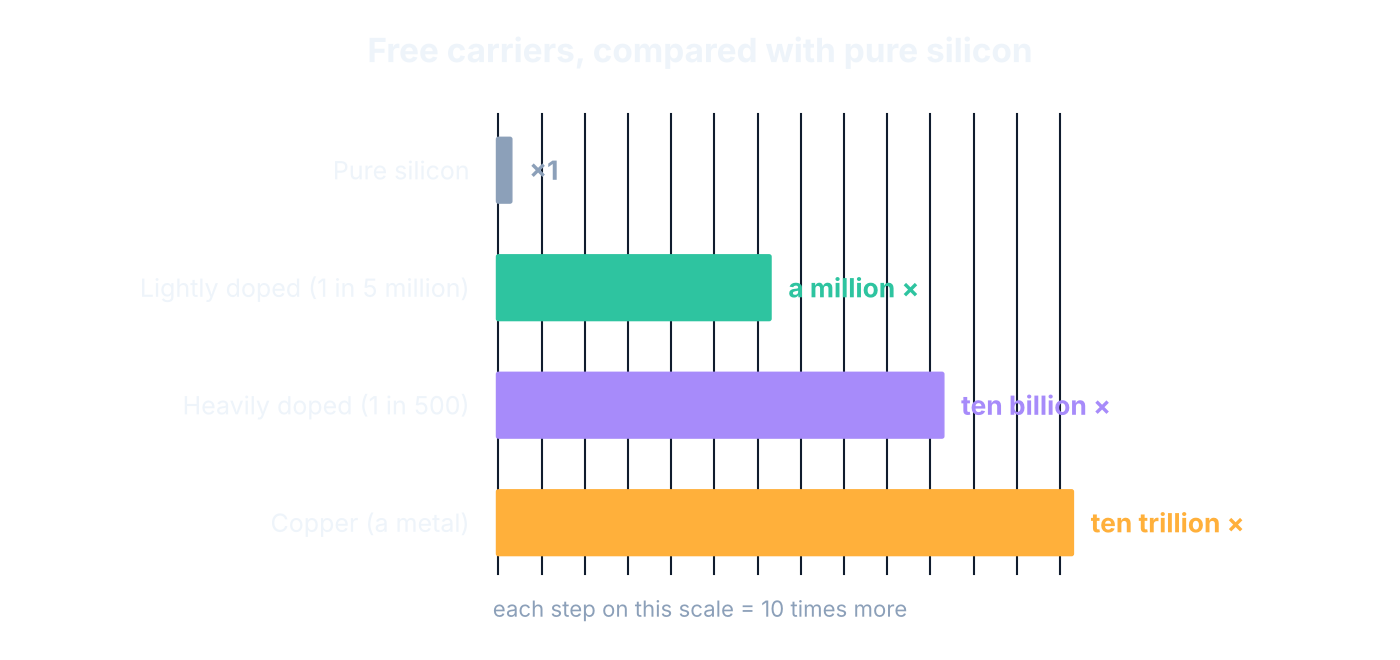 Free carriers, compared with pure silicon
Pure silicon ×1
Lightly doped (1 in 5 million) a million ×
Heavily doped (1 in 500) ten billion ×
Copper (a metal) ten trillion ×
each step on this scale = 10 times more